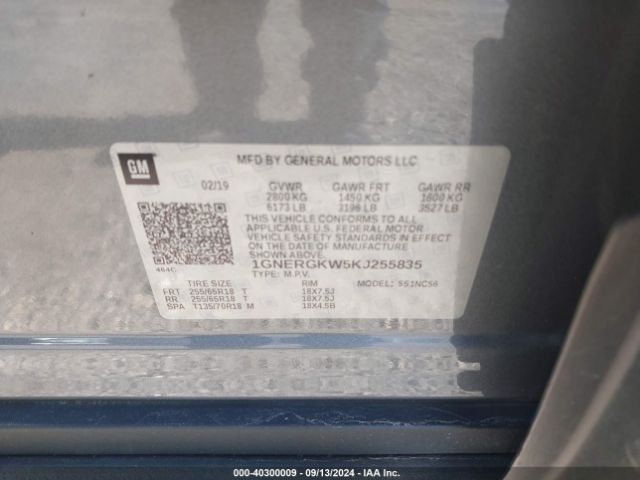 GM
MFD BY GENERAL MOTORS LLC
02/19 GVWR GAWR FRT GAWR RR
2800 KG 1450 KG 1600 KG
6173 LB 3196 LB 3527 LB
THIS VEHICLE CONFORMS TO ALL
APPLICABLE U.S. FEDERAL MOTOR
VEHICLE SAFETY STANDARDS IN EFFECT
ON THE DATE OF MANUFACTURE
SHOWN ABOVE.
1GNERGKW5KJ255835
464C TYPE: M.P.V. MODEL: 551NC56
TIRE SIZE RIM
FRT 255/65R18 T 18X7.5J
RR 255/65R18 T 18X7.5J
SPA T135/70R18 M 18X4.5B
000-40300009 - 09/13/2024 - IAA Inc.